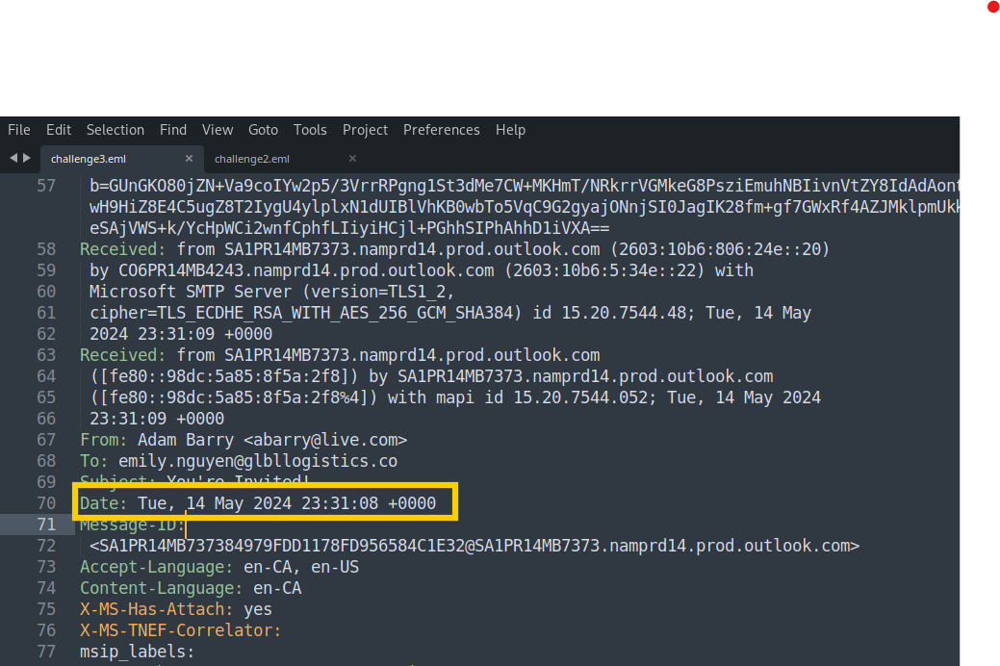 File Edit Selection Find View Goto Tools Project Preferences Help
challenge3.eml × challenge2.eml ×
57 b=GUnGKO80jZN+Va9coIYw2p5/3VrrRPgng1St3dMe7CW+MKHmT/NRkrrVGMkeG8PsziEmuhNBIivnVtZY8IdAdAont
wH9HiZ8E4C5ugZ8T2IygU4ylplxN1dUIBlVhKB0wbTo5VqC9G2gyajONnjSI0JagIK28fm+gf7GWxRf4AZJMklpmUkk
eSAjVWS+k/YcHpWCi2wnfCphfLIiyiHCjl+PGhhSIPhAhhD1iVXA==
58 Received: from SA1PR14MB7373.namprd14.prod.outlook.com (2603:10b6:806:24e::20)
59 by CO6PR14MB4243.namprd14.prod.outlook.com (2603:10b6:5:34e::22) with
60 Microsoft SMTP Server (version=TLS1_2,
61 cipher=TLS_ECDHE_RSA_WITH_AES_256_GCM_SHA384) id 15.20.7544.48; Tue, 14 May
62 2024 23:31:09 +0000
63 Received: from SA1PR14MB7373.namprd14.prod.outlook.com
64 ([fe80::98dc:5a85:8f5a:2f8]) by SA1PR14MB7373.namprd14.prod.outlook.com
65 ([fe80::98dc:5a85:8f5a:2f8%4]) with mapi id 15.20.7544.052; Tue, 14 May 2024
66 23:31:09 +0000
67 From: Adam Barry <abarry@live.com>
68 To: emily.nguyen@glbllogistics.co
69 Subject: You're Invited!
70 Date: Tue, 14 May 2024 23:31:08 +0000
71 Message-ID:
72 <SA1PR14MB737384979FDD1178FD956584C1E32@SA1PR14MB7373.namprd14.prod.outlook.com>
73 Accept-Language: en-CA, en-US
74 Content-Language: en-CA
75 X-MS-Has-Attach: yes
76 X-MS-TNEF-Correlator:
77 msip_labels: